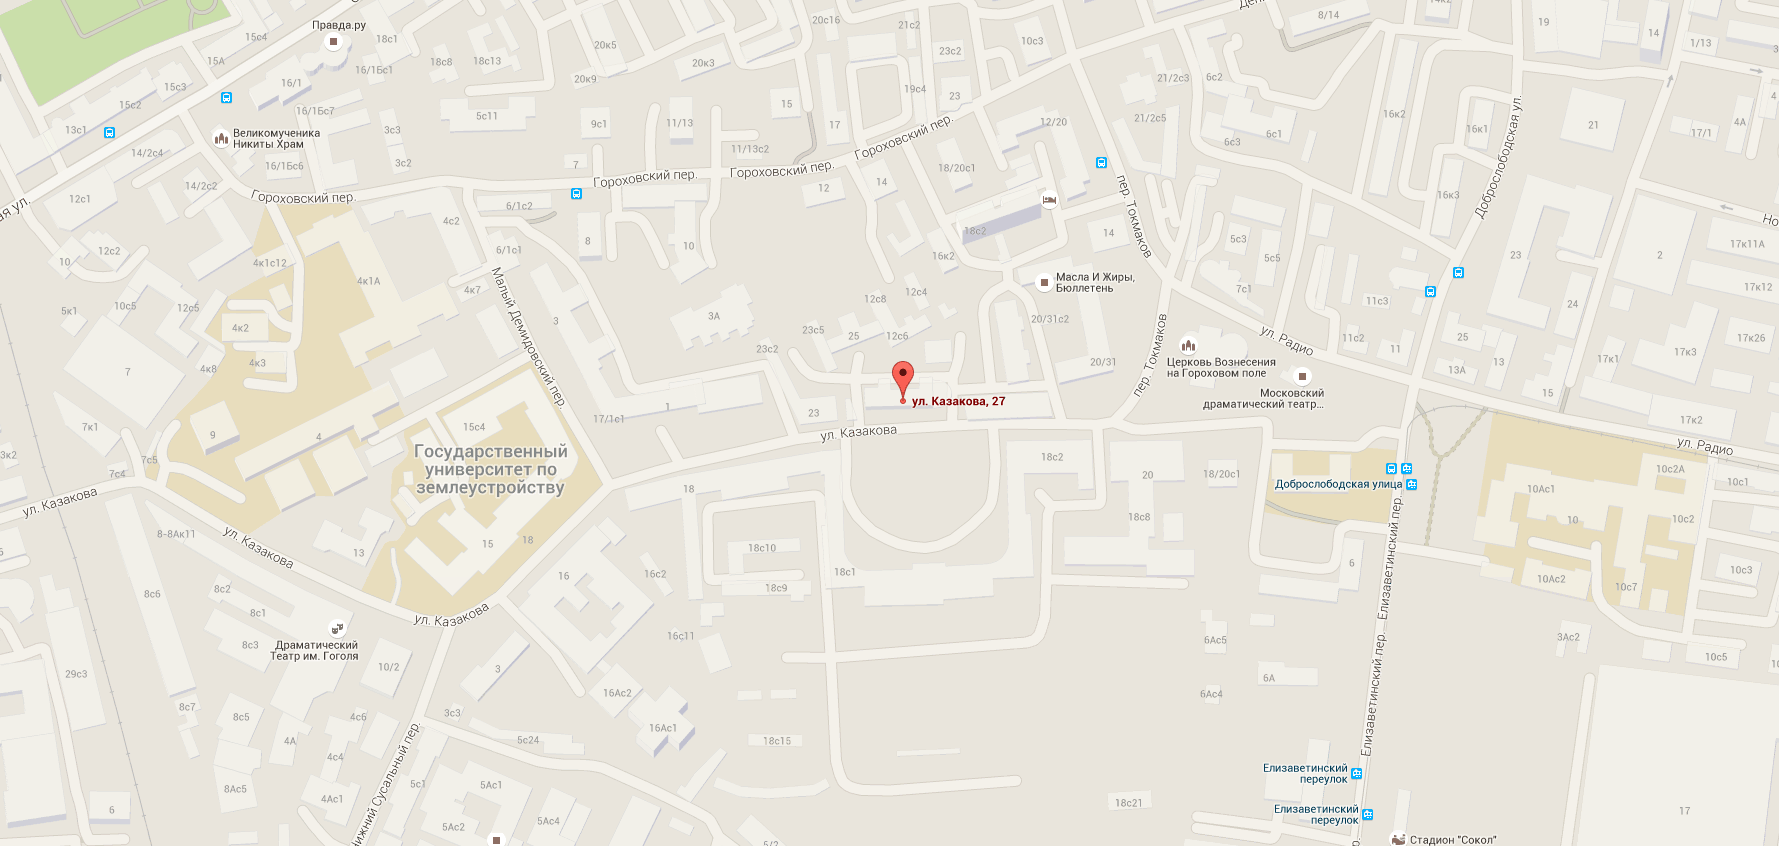 Правда.ру
20с16
21с2
8/14
14к2
19
14
1/13
15с4
18с1
20к5
10с3
23с2
15А
18с8
18с13
20к3
16/1Бс1
16/1
20к9
15с3
19с4
23
21/2с3
6с2
15с2
15
16/1Бс7
5с11
9с1
11/13
17
12/20
21/2с5
6с1
16к2
16к1
21
17/1
4А
13с1
Великомученика
Никиты Храм
3с3
3с2
14/2с4
16/1Бс6
7
11/13с2
Гороховский пер.
Гороховский пер.
Гороховский пер.
Гороховский пер.
18/20с1
6с3
Доброслободская ул.
14/2с2
12с1
12
14
16к3
пер. Токмаков
ая ул.
4с2
6/1с2
8
10
18с2
14
5с3
5с5
23
2
17к11А
Но
12с2
10
4к1с12
6/1с1
16к2
4к1А
4к7
Малый Демидовский пер.
12с4
12с8
Масла И Жиры,
Бюллетень
7с1
11с3
17к12
5к1
10с5
4к2
3
3А
23с5
25
12с6
20/31с2
пер. Токмаков
ул. Радио
11с2
24
25
13
17к26
4к3
4к8
23с2
20/31
Церковь Вознесения
на Гороховом поле
11
13А
17к1
17к3
7
Московский
драматический театр...
ул. Казакова, 27
1
17/1с1
23
7к1
9
4
15с4
ул. Казакова
17к2
ул. Радио
Государственный
университет по
землеустройству
7с5
7с4
18с2
20
18/20с1
10с2А
10с1
Доброслободская улица
10Ас1
10
10с2
ул. Казакова
18
18с8
8-8Ак11
ул. Казакова
13
15
18
18с10
18с1
18с9
6
10с3
16
16с2
8с6
8с2
8с1
8с3
10Ас2
10с7
Елизаветинский пер.
Елизаветинский пер.
Елизаветинский пер.
ул. Казакова
Драматический
Театр им. Гоголя
16с11
6Ас5
3Ас2
10с5
29с3
10/2
3
16Ас2
6А
6Ас4
8с7
8с5
4с6
3с3
16Ас1
4А
4с4
5с24
18с15
Елизаветинский
переулок
8Ас5
4Ас1
5с1
5Ас1
18с21
Елизаветинский
переулок
6
5Ас2
5Ас4
5/2
17
Стадион "Сокол"